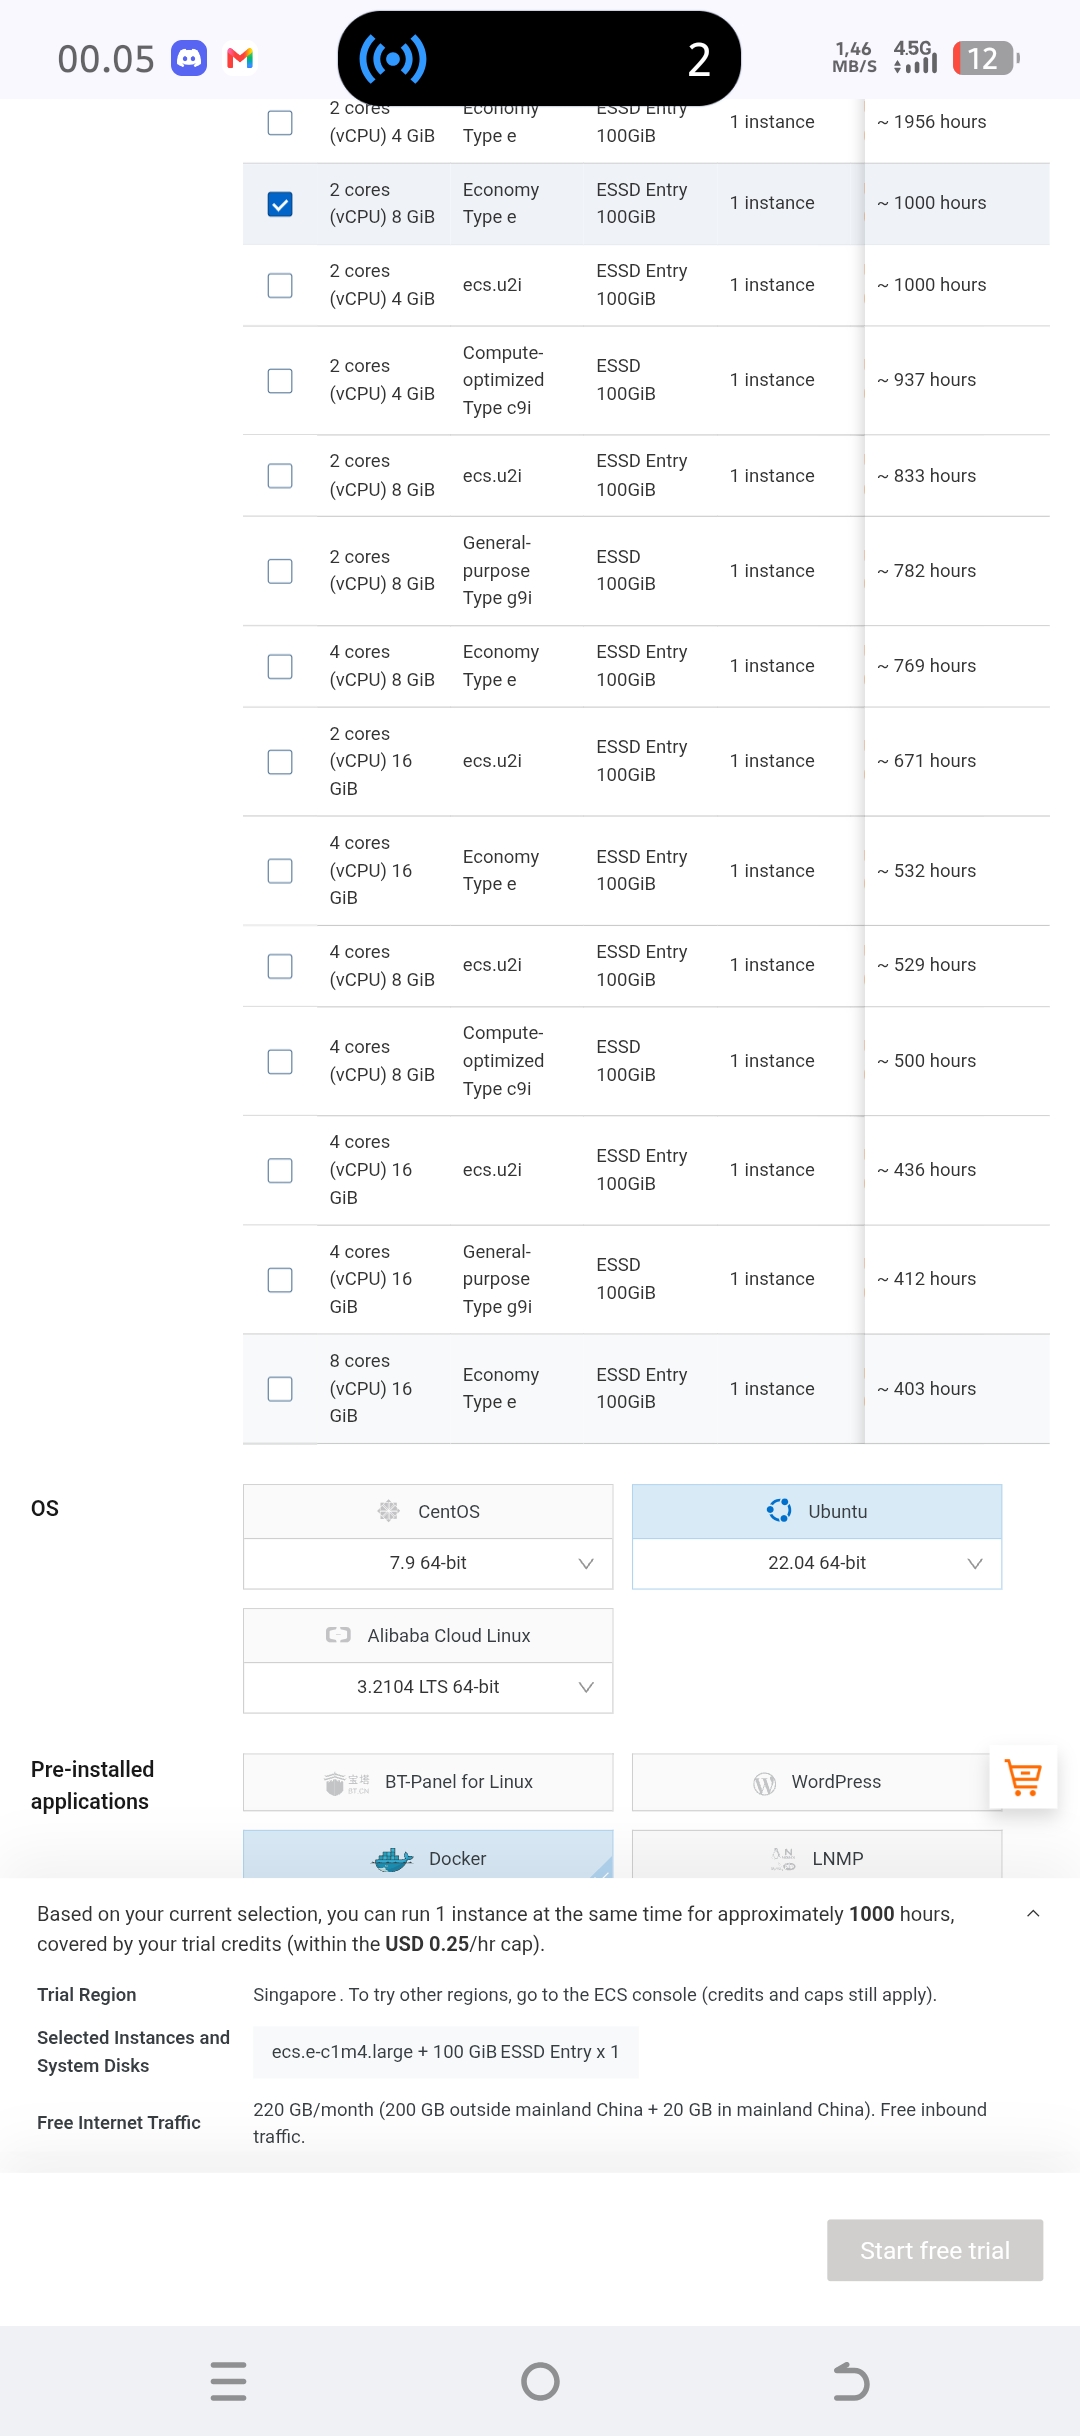 00.05
2
1,46
MB/S
4.5G
12
2 cores
(vCPU) 4 GiB
Economy
Type e
ESSD Entry
100GiB
1 instance
~ 1956 hours
2 cores
(vCPU) 8 GiB
Economy
Type e
ESSD Entry
100GiB
1 instance
~ 1000 hours
2 cores
(vCPU) 4 GiB
ecs.u2i
ESSD Entry
100GiB
1 instance
~ 1000 hours
2 cores
(vCPU) 4 GiB
Compute-
optimized
Type c9i
ESSD
100GiB
1 instance
~ 937 hours
2 cores
(vCPU) 8 GiB
ecs.u2i
ESSD Entry
100GiB
1 instance
~ 833 hours
2 cores
(vCPU) 8 GiB
General-
purpose
Type g9i
ESSD
100GiB
1 instance
~ 782 hours
4 cores
(vCPU) 8 GiB
Economy
Type e
ESSD Entry
100GiB
1 instance
~ 769 hours
2 cores
(vCPU) 16
GiB
ecs.u2i
ESSD Entry
100GiB
1 instance
~ 671 hours
4 cores
(vCPU) 16
GiB
Economy
Type e
ESSD Entry
100GiB
1 instance
~ 532 hours
4 cores
(vCPU) 8 GiB
ecs.u2i
ESSD Entry
100GiB
1 instance
~ 529 hours
4 cores
(vCPU) 8 GiB
Compute-
optimized
Type c9i
ESSD
100GiB
1 instance
~ 500 hours
4 cores
(vCPU) 16
GiB
ecs.u2i
ESSD Entry
100GiB
1 instance
~ 436 hours
4 cores
(vCPU) 16
GiB
General-
purpose
Type g9i
ESSD
100GiB
1 instance
~ 412 hours
8 cores
(vCPU) 16
GiB
Economy
Type e
ESSD Entry
100GiB
1 instance
~ 403 hours
OS
CentOS
7.9 64-bit
Ubuntu
22.04 64-bit
Alibaba Cloud Linux
3.2104 LTS 64-bit
Pre-installed
applications
宝塔
BT.CN
BT-Panel for Linux
WordPress
Docker
LNMP
Based on your current selection, you can run 1 instance at the same time for approximately 1000 hours,
covered by your trial credits (within the USD 0.25/hr cap).
Trial Region
Singapore . To try other regions, go to the ECS console (credits and caps still apply).
Selected Instances and
System Disks
ecs.e-c1m4.large + 100 GiB ESSD Entry x 1
Free Internet Traffic
220 GB/month (200 GB outside mainland China + 20 GB in mainland China). Free inbound
traffic.
Start free trial